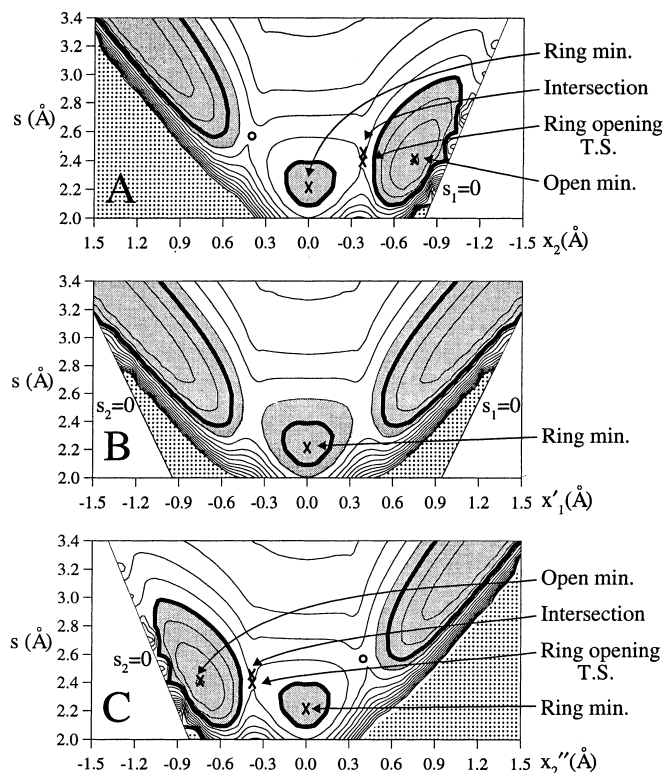 3.4
3.2
3.0
2.8
2.6
2.4
2.2
2.0
s (Å)
A
s₁=0
Ring min.
Intersection
Ring opening
T.S.
Open min.
1.5 1.2 0.9 0.6 0.3 0.0 -0.3 -0.6 -0.9 -1.2 -1.5 x₂(Å)
3.4
3.2
3.0
2.8
2.6
2.4
2.2
2.0
s (Å)
s₂=0
B
s₁=0
Ring min.
-1.5 -1.2 -0.9 -0.6 -0.3 0.0 0.3 0.6 0.9 1.2 1.5 x'₁(Å)
3.4
3.2
3.0
2.8
2.6
2.4
2.2
2.0
s (Å)
s₂=0
C
Open min.
Intersection
Ring opening
T.S.
Ring min.
-1.5 -1.2 -0.9 -0.6 -0.3 0.0 0.3 0.6 0.9 1.2 1.5 x₂''(Å)